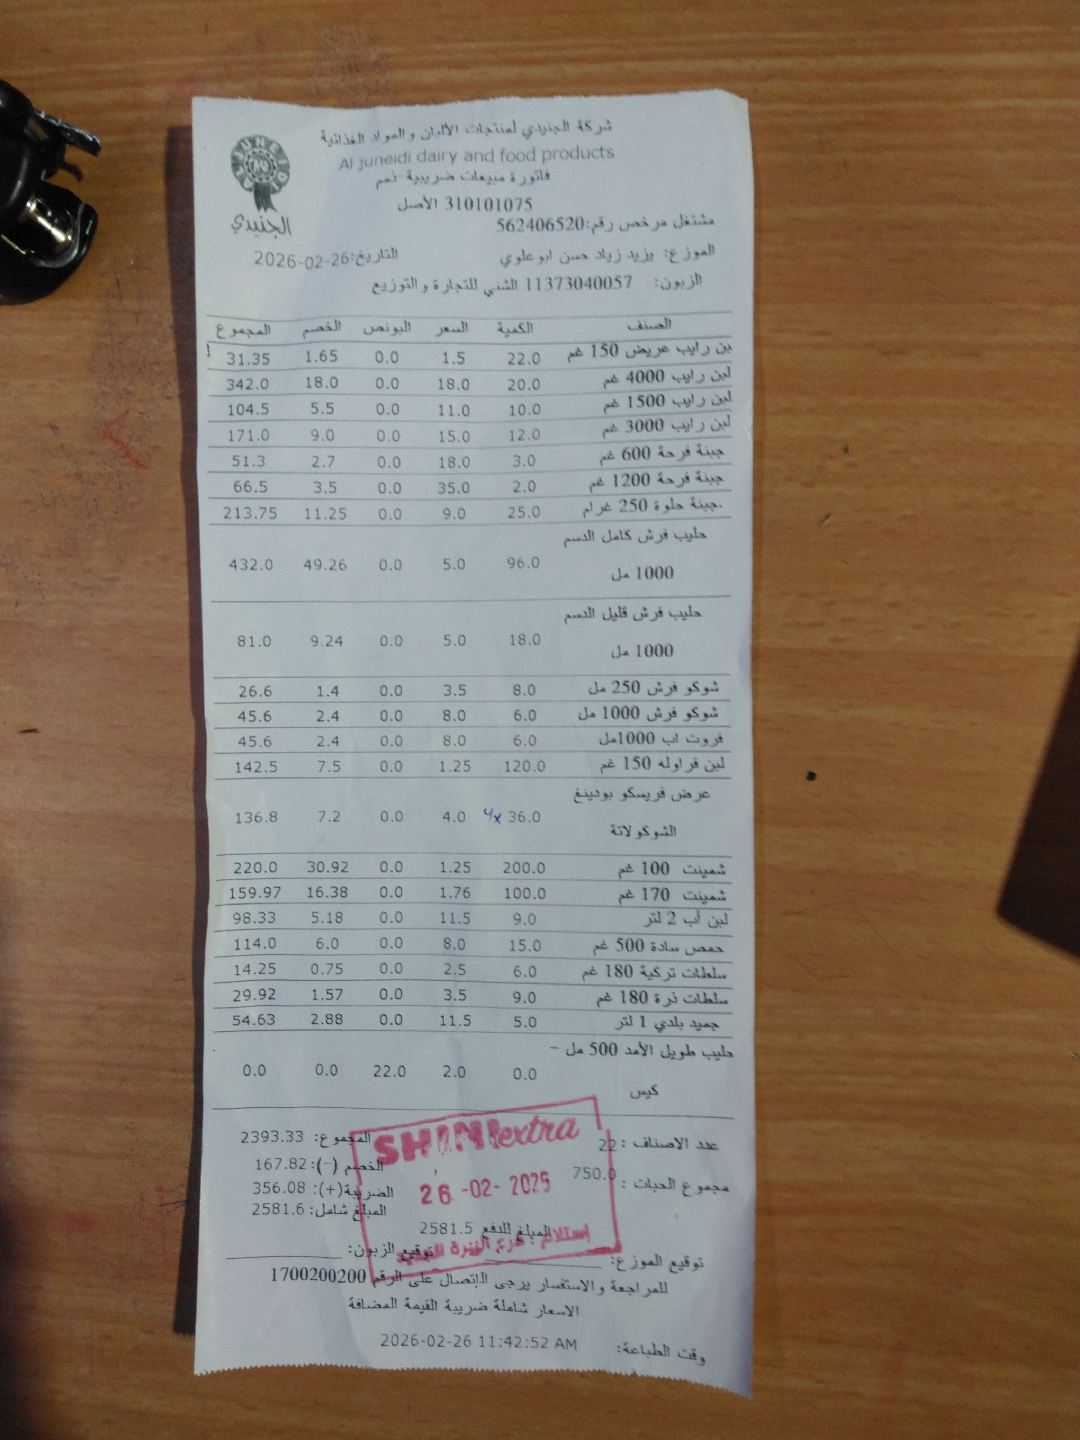 شركة الجنيدي لمنتجات الألبان والمواد الغذائية
Al juneidi dairy and food products
فاتورة مبيعات ضريبية نعم
310101075 الأصل
مشتغل مرخص رقم:562406520
AL JUNEIDI
الجنيدي
الموزع: يزيد زياد حسن ابو علوي التاريخ:2026-02-26
الزبون: 11373040057 الشني للتجارة والتوزيع
الصنف الكمية السعر البونص الخصم المجموع
بن رايب عريض 150 غم 22.0 1.5 0.0 1.65 31.35
لبن رايب 4000 غم 20.0 18.0 0.0 18.0 342.0
لبن رايب 1500 غم 10.0 11.0 0.0 5.5 104.5
لبن رايب 3000 غم 12.0 15.0 0.0 9.0 171.0
جبنة فرحة 600 غم 3.0 18.0 0.0 2.7 51.3
جبنة فرحة 1200 غم 2.0 35.0 0.0 3.5 66.5
جبنة حلوة 250 غرام. 25.0 9.0 0.0 11.25 213.75
حليب فرش كامل الدسم
1000 مل 96.0 5.0 0.0 49.26 432.0
حليب فرش قليل الدسم
1000 مل 18.0 5.0 0.0 9.24 81.0
شوكو فرش 250 مل 8.0 3.5 0.0 1.4 26.6
شوكو فرش 1000 مل 6.0 8.0 0.0 2.4 45.6
فروت اب 1000مل 6.0 8.0 0.0 2.4 45.6
لبن فراوله 150 غم 120.0 1.25 0.0 7.5 142.5
عرض فريسكو بودينغ
الشوكولاتة 36.0 4x 4.0 0.0 7.2 136.8
شمينت 100 غم 200.0 1.25 0.0 30.92 220.0
شمينت 170 غم 100.0 1.76 0.0 16.38 159.97
لبن أب 2 لتر 9.0 11.5 0.0 5.18 98.33
حمص سادة 500 غم 15.0 8.0 0.0 6.0 114.0
سلطات تركية 180 غم 6.0 2.5 0.0 0.75 14.25
سلطات ذرة 180 غم 9.0 3.5 0.0 1.57 29.92
جميد بلدي 1 لتر 5.0 11.5 0.0 2.88 54.63
حليب طويل الأمد 500 مل -
كيس 0.0 2.0 22.0 0.0 0.0
عدد الاصناف : 22 المجموع: 2393.33
الخصم (-): 167.82
مجموع الحبات : 750.0 الضريبة(+): 356.08
المبلغ شامل: 2581.6
المبلغ للدفع 2581.5
SHINI extra
26 -02- 2025
استلام : فرع
توقيع الموزع: توقيع الزبون:
للمراجعة والاستفسار يرجى الإتصال على الرقم 1700200200
الاسعار شاملة ضريبة القيمة المضافة
وقت الطباعة: 2026-02-26 11:42:52 AM